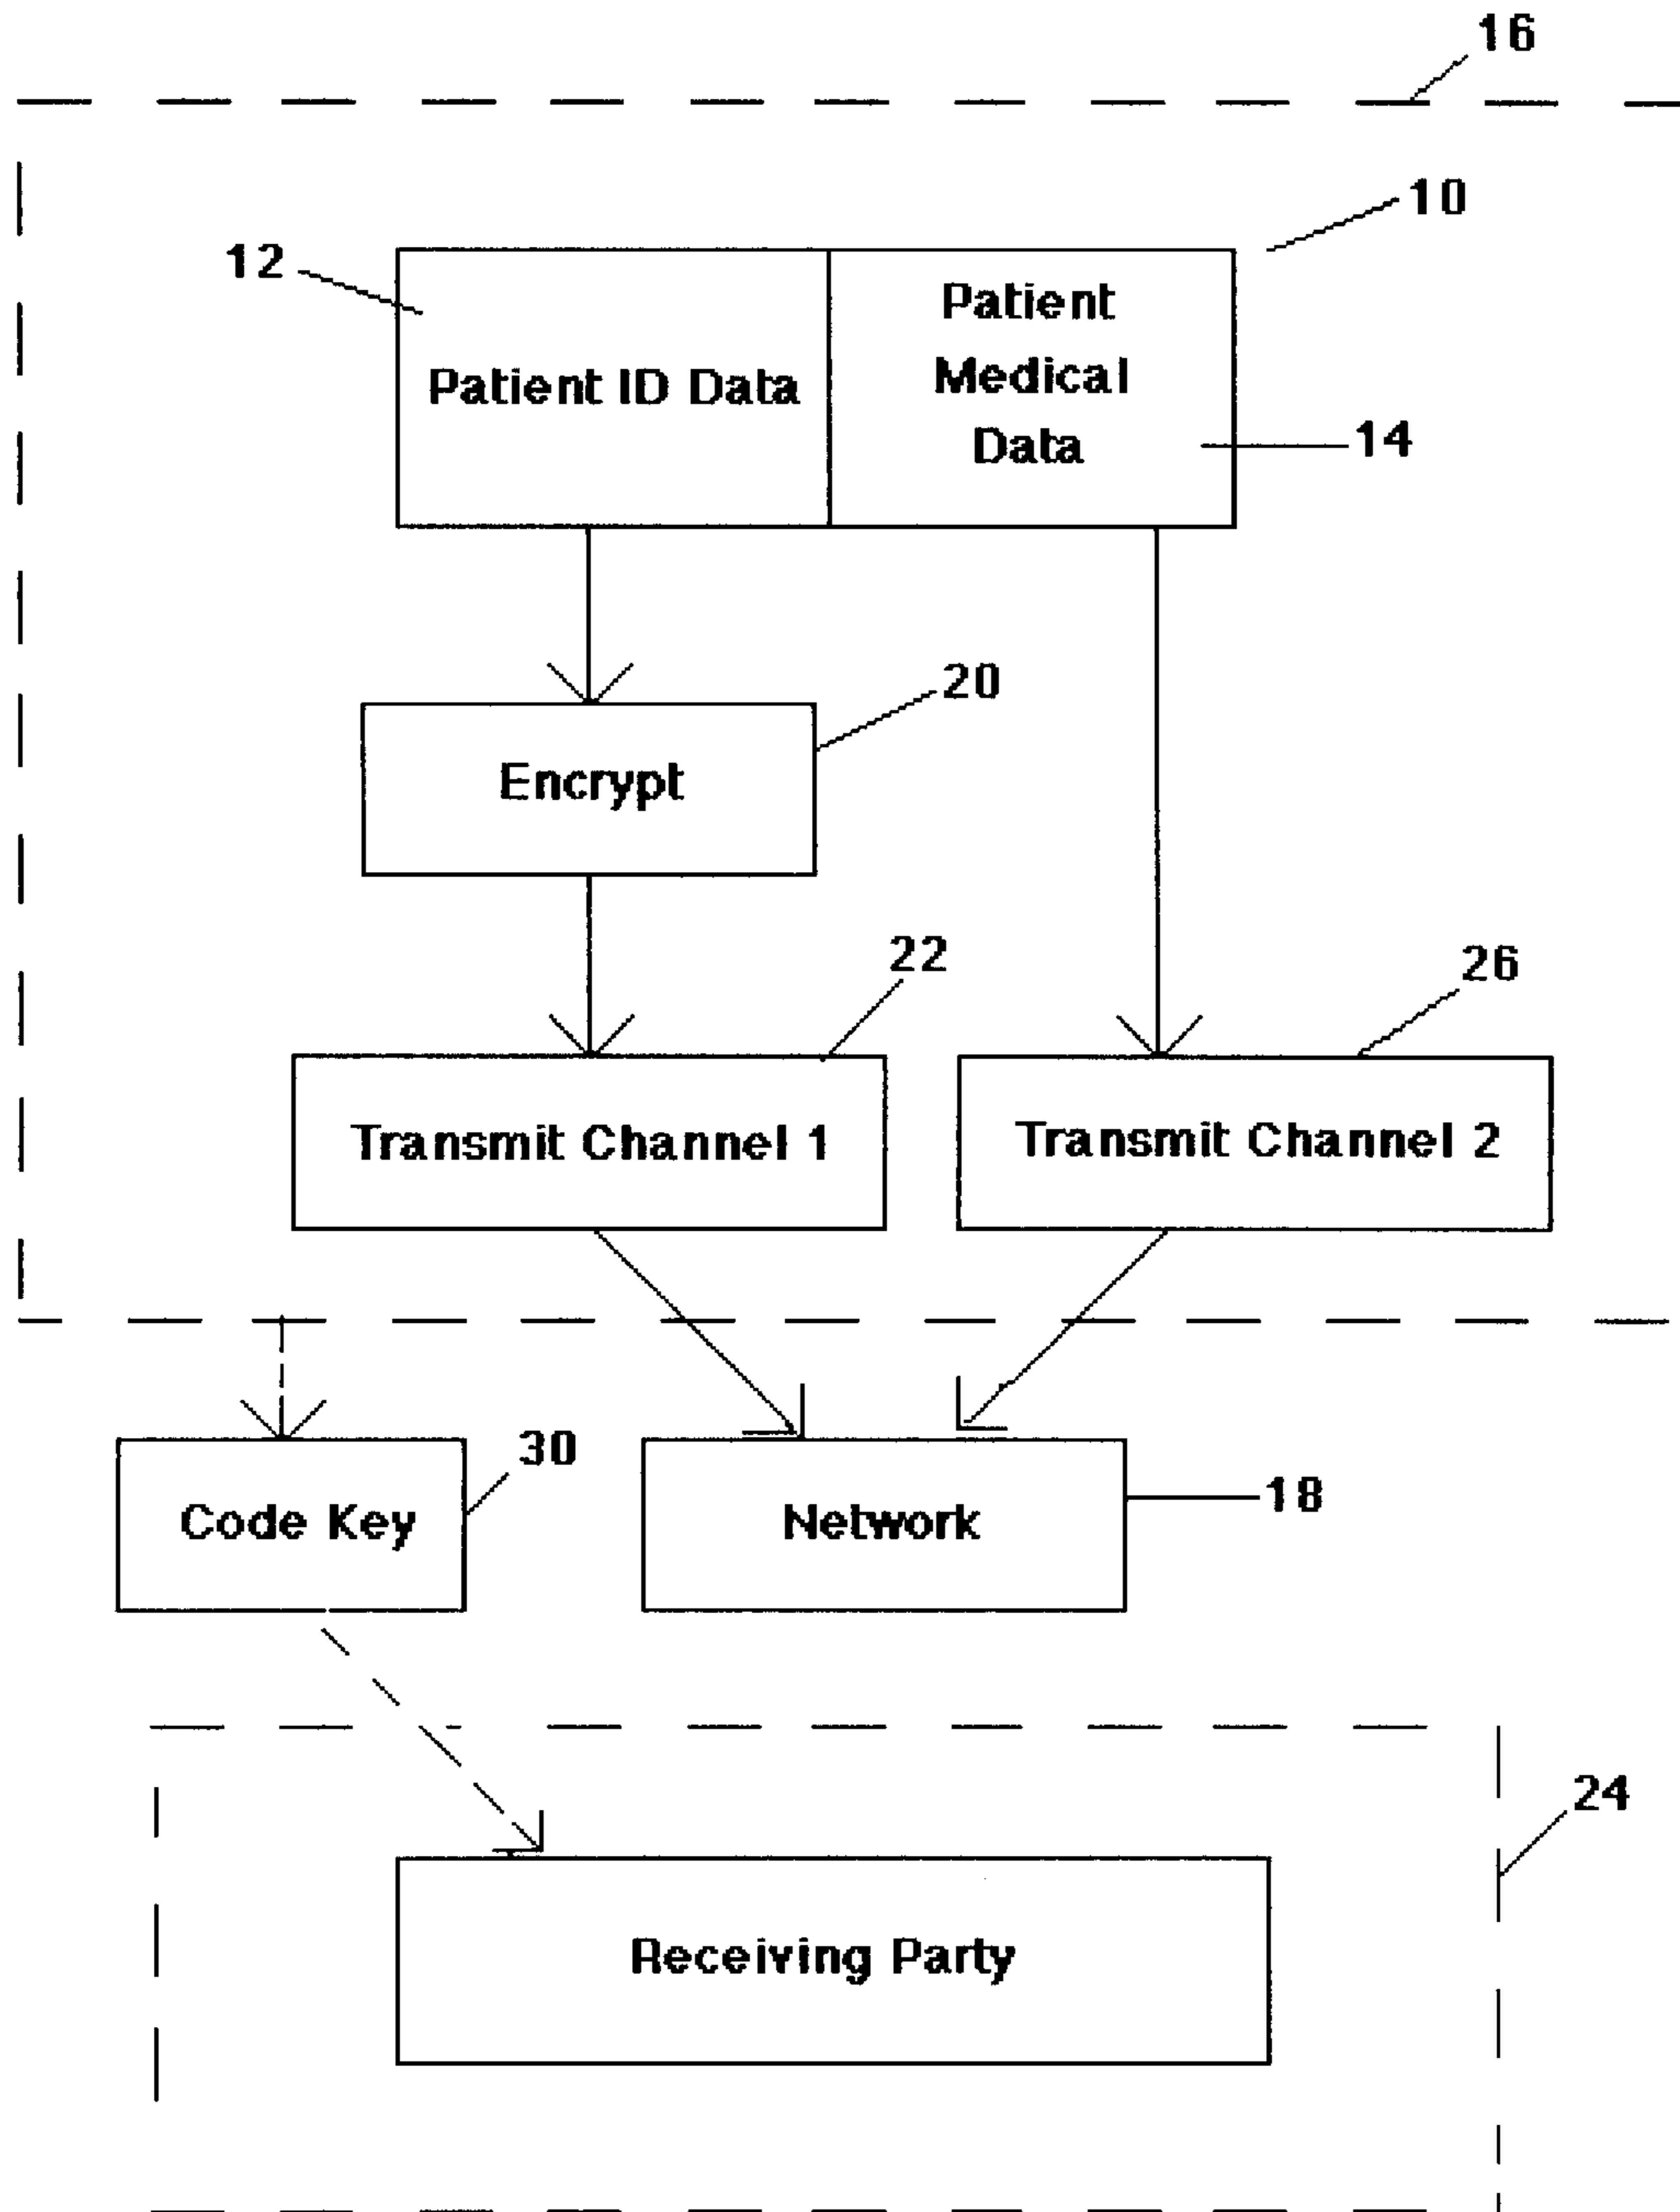 16
10
12
Patient ID Data
Patient
Medical
Data
14
20
Encrypt
22
26
Transmit Channel 1
Transmit Channel 2
30
Code Key
Network
18
24
Receiving Party